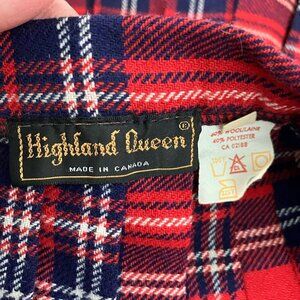 Highland Queen ®
MADE IN CANADA
60% WOOL/LAINE
40% POLYESTER
CA 02188